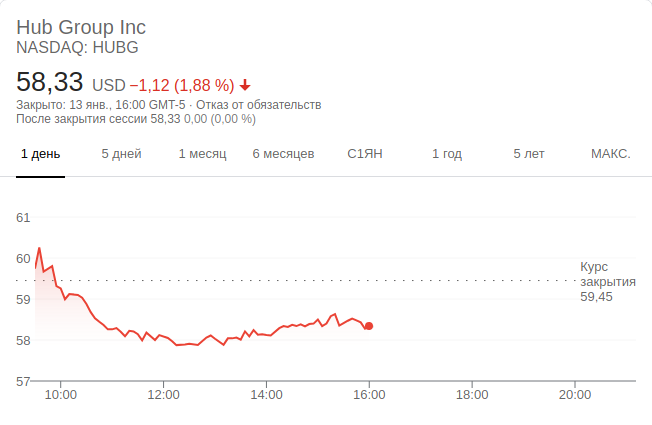 Hub Group Inc
NASDAQ: HUBG
58,33 USD −1,12 (1,88 %)
Закрыто: 13 янв., 16:00 GMT-5 · Отказ от обязательств
После закрытия сессии 58,33 0,00 (0,00 %)
1 день 5 дней 1 месяц 6 месяцев С1ЯН 1 год 5 лет МАКС.
61
60
Курс
закрытия
59,45
59
58
57
10:00 12:00 14:00 16:00 18:00 20:00